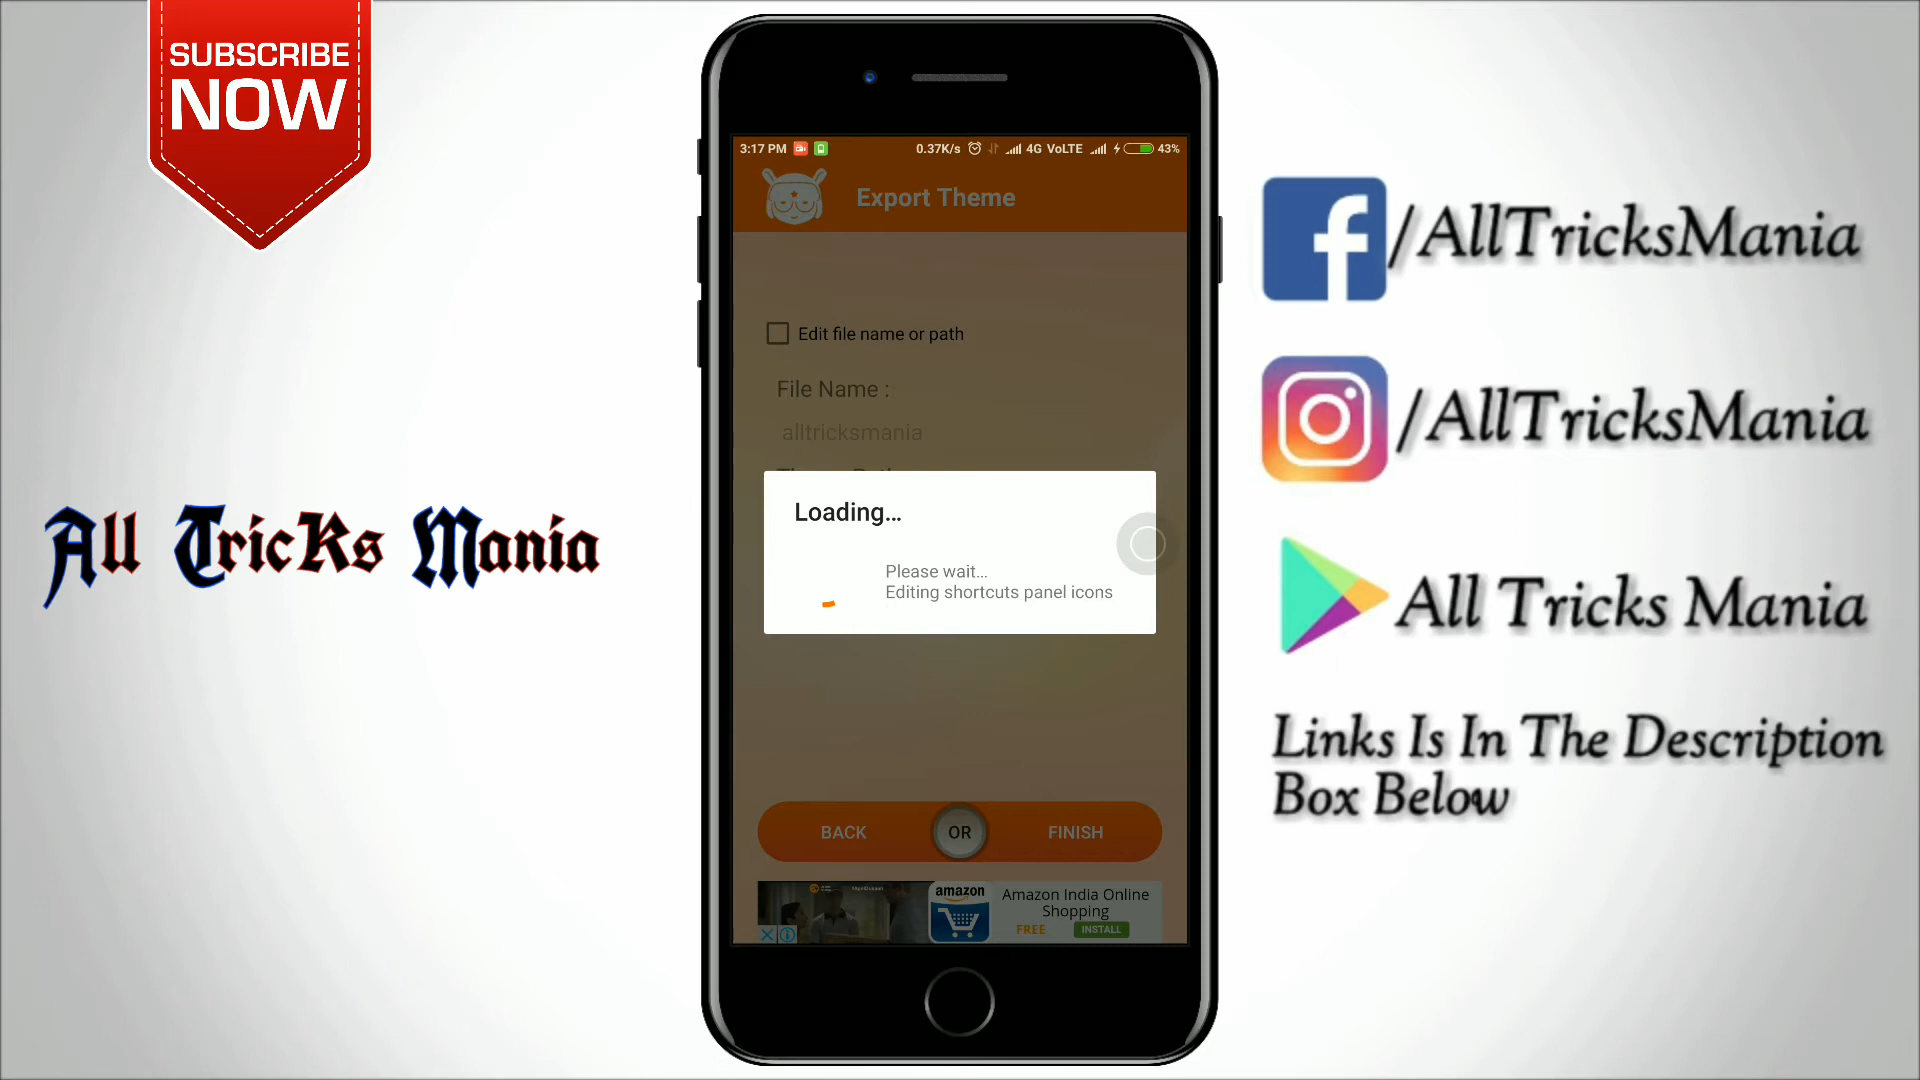 SUBSCRIBE
NOW
All Tricks Mania
3:17 PM 0.37K/s 4G VoLTE 43%
Export Theme
Edit file name or path
File Name :
alltricksmania
Loading...
Please wait...
Editing shortcuts panel icons
BACK OR FINISH
amazon
Amazon India Online
Shopping
FREE INSTALL
/AllTricksMania
/AllTricksMania
All Tricks Mania
Links Is In The Description
Box Below